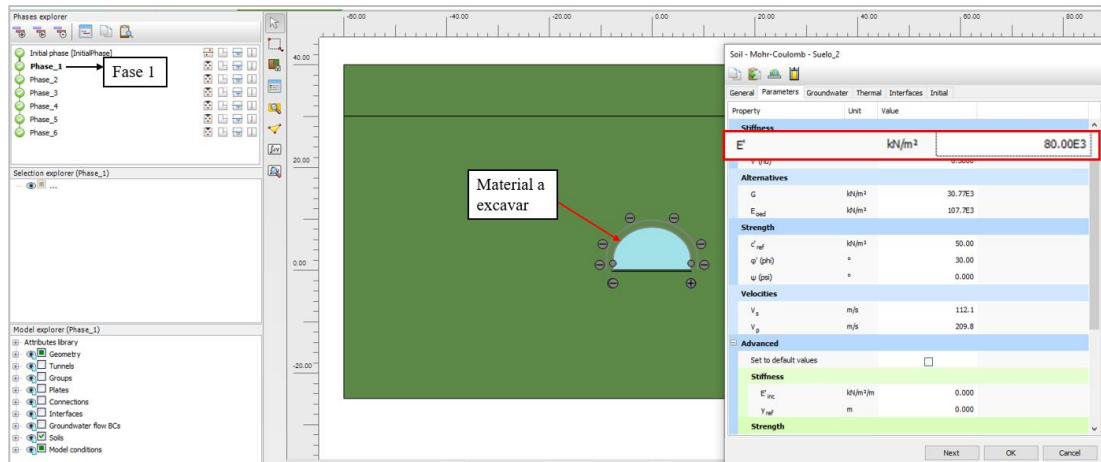 Phases explorer
Initial phase [InitialPhase]
Phase_1
Fase 1
Phase_2
Phase_3
Phase_4
Phase_5
Phase_6
Selection explorer (Phase_1)
...
Model explorer (Phase_1)
Attributes library
Geometry
Tunnels
Groups
Plates
Connections
Interfaces
Groundwater flow BCs
Soils
Model conditions
-60.00 -40.00 -20.00 0.00 20.00 40.00 60.00 80.00
40.00
20.00
0.00
-20.00
Material a
excavar
Soil - Mohr-Coulomb - Suelo_2
General Parameters Groundwater Thermal Interfaces Initial
Property Unit Value
Stiffness
E' kN/m² 80.00E3
Alternatives
G kN/m² 30.77E3
E oed kN/m² 107.7E3
Strength
c' ref kN/m² 50.00
φ' (phi) ° 30.00
ψ (psi) ° 0.000
Velocities
V s m/s 112.1
V p m/s 209.8
Advanced
Set to default values
Stiffness
E' inc kN/m²/m 0.000
y ref m 0.000
Strength
Next OK Cancel